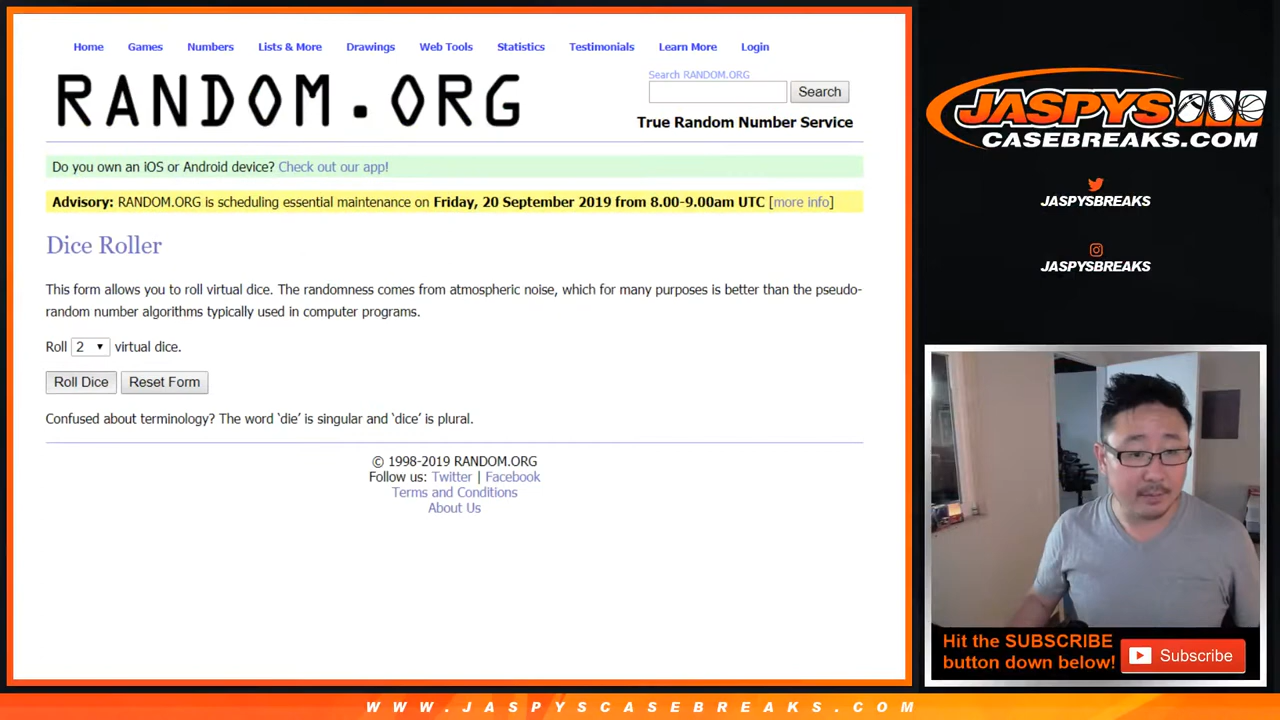 Home Games Numbers Lists & More Drawings Web Tools Statistics Testimonials Learn More Login
RANDOM.ORG
Search RANDOM.ORG
Search
True Random Number Service
Do you own an iOS or Android device? Check out our app!
Advisory: RANDOM.ORG is scheduling essential maintenance on Friday, 20 September 2019 from 8.00-9.00am UTC [more info]
Dice Roller
This form allows you to roll virtual dice. The randomness comes from atmospheric noise, which for many purposes is better than the pseudo-
random number algorithms typically used in computer programs.
Roll 2 virtual dice.
Roll Dice Reset Form
Confused about terminology? The word ‘die’ is singular and ‘dice’ is plural.
© 1998-2019 RANDOM.ORG
Follow us: Twitter | Facebook
Terms and Conditions
About Us
JASPYS
CASEBREAKS.COM
JASPYSBREAKS
JASPYSBREAKS
Hit the SUBSCRIBE
button down below!
Subscribe
WWW.JASPYSCASEBREAKS.COM